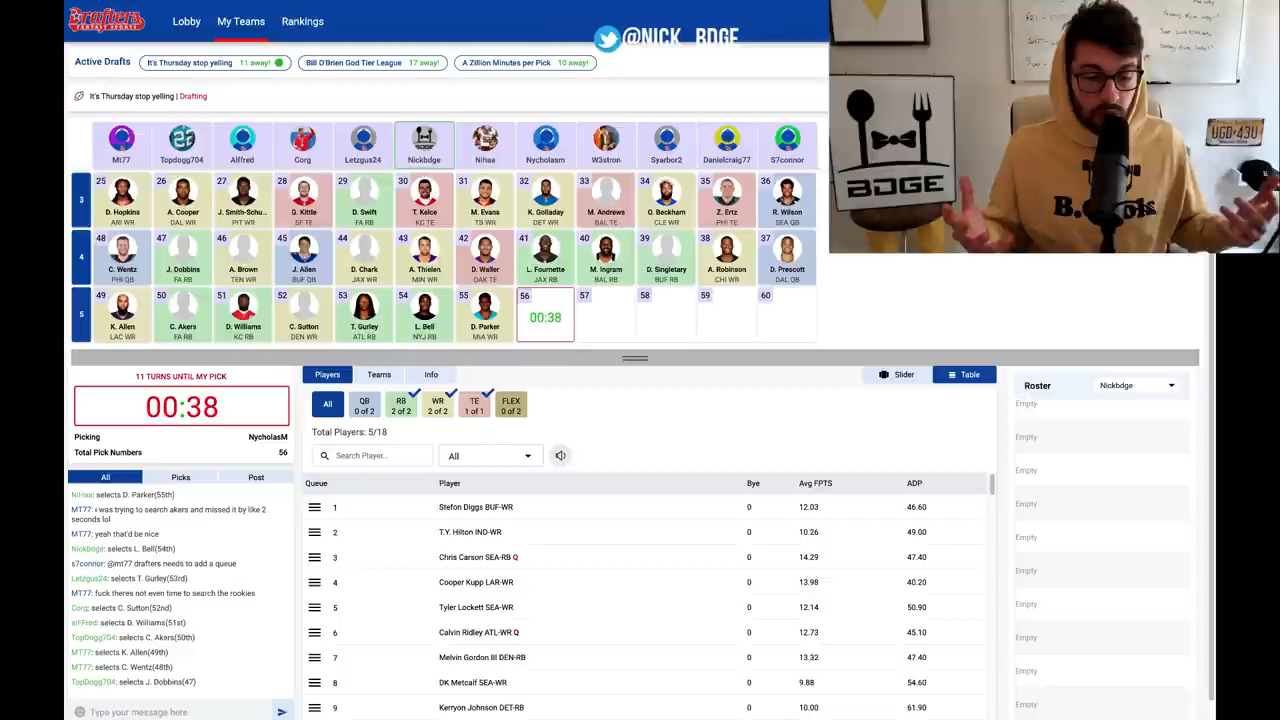 Drafters
FANTASY SPORTS
Lobby My Teams Rankings
@NICK_BDGE
Active Drafts It's Thursday stop yelling 11 away! Bill O'Brien God Tier League 17 away! A Zillion Minutes per Pick 10 away!
It's Thursday stop yelling | Drafting
Mt77 Topdogg704 Alffred Corg Letzgus24 Nickbdge Nihaa Nycholasm W3stron Syarbor2 Danielcraig77 S7connor
3
25 26 27 28 29 30 31 32 33 34 35 36
D. Hopkins A. Cooper J. Smith-Schu... G. Kittle D. Swift T. Kelce M. Evans K. Golladay M. Andrews O. Beckham Z. Ertz R. Wilson
ARI WR DAL WR PIT WR SF TE FA RB KC TE TB WR DET WR BAL TE CLE WR PHI TE SEA QB
4
48 47 46 45 44 43 42 41 40 39 38 37
C. Wentz J. Dobbins A. Brown J. Allen D. Chark A. Thielen D. Waller L. Fournette M. Ingram D. Singletary A. Robinson D. Prescott
PHI QB FA RB TEN WR BUF QB JAX WR MIN WR OAK TE JAX RB BAL RB BUF RB CHI WR DAL QB
5
49 50 51 52 53 54 55 56 57 58 59 60
00:38
K. Allen C. Akers D. Williams C. Sutton T. Gurley L. Bell D. Parker
LAC WR FA RB KC RB DEN WR ATL RB NYJ RB MIA WR
BDGE
UGD 43U
11 TURNS UNTIL MY PICK
00:38
Picking NycholasM
Total Pick Numbers 56
All Picks Post
NiHaa: selects D. Parker(55th)
MT77: i was trying to search akers and missed it by like 2
seconds lol
MT77: yeah that'd be nice
Nickbdge: selects L. Bell(54th)
s7connor: @mt77 drafters needs to add a queue
Letzgus24: selects T. Gurley(53rd)
MT77: fuck theres not even time to search the rookies
Corg: selects C. Sutton(52nd)
alFFred: selects D. Williams(51st)
TopDogg704: selects C. Akers(50th)
MT77: selects K. Allen(49th)
MT77: selects C. Wentz(48th)
TopDogg704: selects J. Dobbins(47)
Type your message here
Players Teams Info Slider Table
All
QB
0 of 2
RB
2 of 2
WR
2 of 2
TE
1 of 1
FLEX
0 of 2
Total Players: 5/18
Search Player... All
Queue Player Bye Avg FPTS ADP
1 Stefon Diggs BUF-WR 0 12.03 46.60
2 T.Y. Hilton IND-WR 0 10.26 49.00
3 Chris Carson SEA-RB Q 0 14.29 47.40
4 Cooper Kupp LAR-WR 0 13.98 40.20
5 Tyler Lockett SEA-WR 0 12.14 50.90
6 Calvin Ridley ATL-WR Q 0 12.73 45.10
7 Melvin Gordon III DEN-RB 0 13.32 47.40
8 DK Metcalf SEA-WR 0 9.88 54.60
9 Kerryon Johnson DET-RB 0 10.00 61.90
Roster Nickbdge
Empty
Empty
Empty
Empty
Empty
Empty
Empty
Empty
Empty
Empty